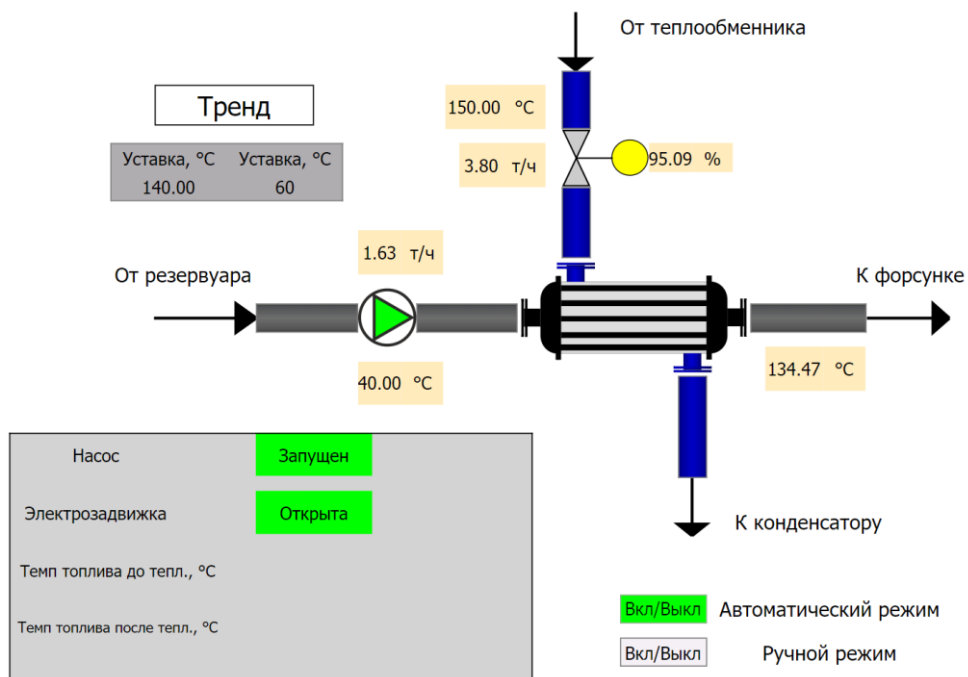 От теплообменника
Тренд
150.00 °C
Уставка, °C Уставка, °C
140.00 60
3.80 т/ч
95.09 %
1.63 т/ч
От резервуара
К форсунке
40.00 °C
134.47 °C
Насос Запущен
Электрозадвижка Открыта
К конденсатору
Темп топлива до тепл., °C
Темп топлива после тепл., °C
Вкл/Выкл Автоматический режим
Вкл/Выкл Ручной режим